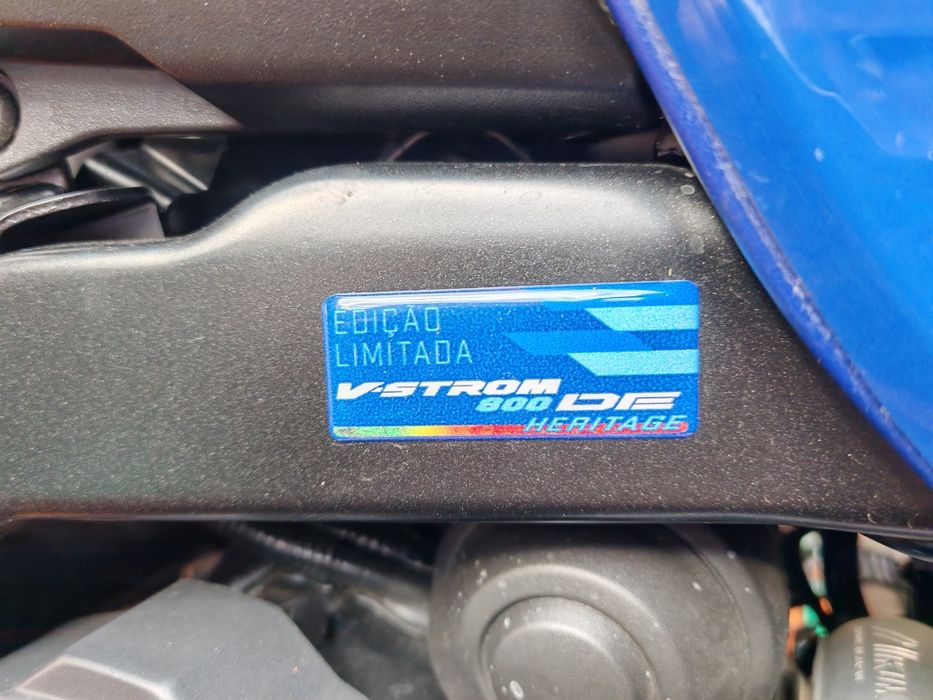 EDIÇÃO
LIMITADA
V-STROM
800 DE
HERITAGE